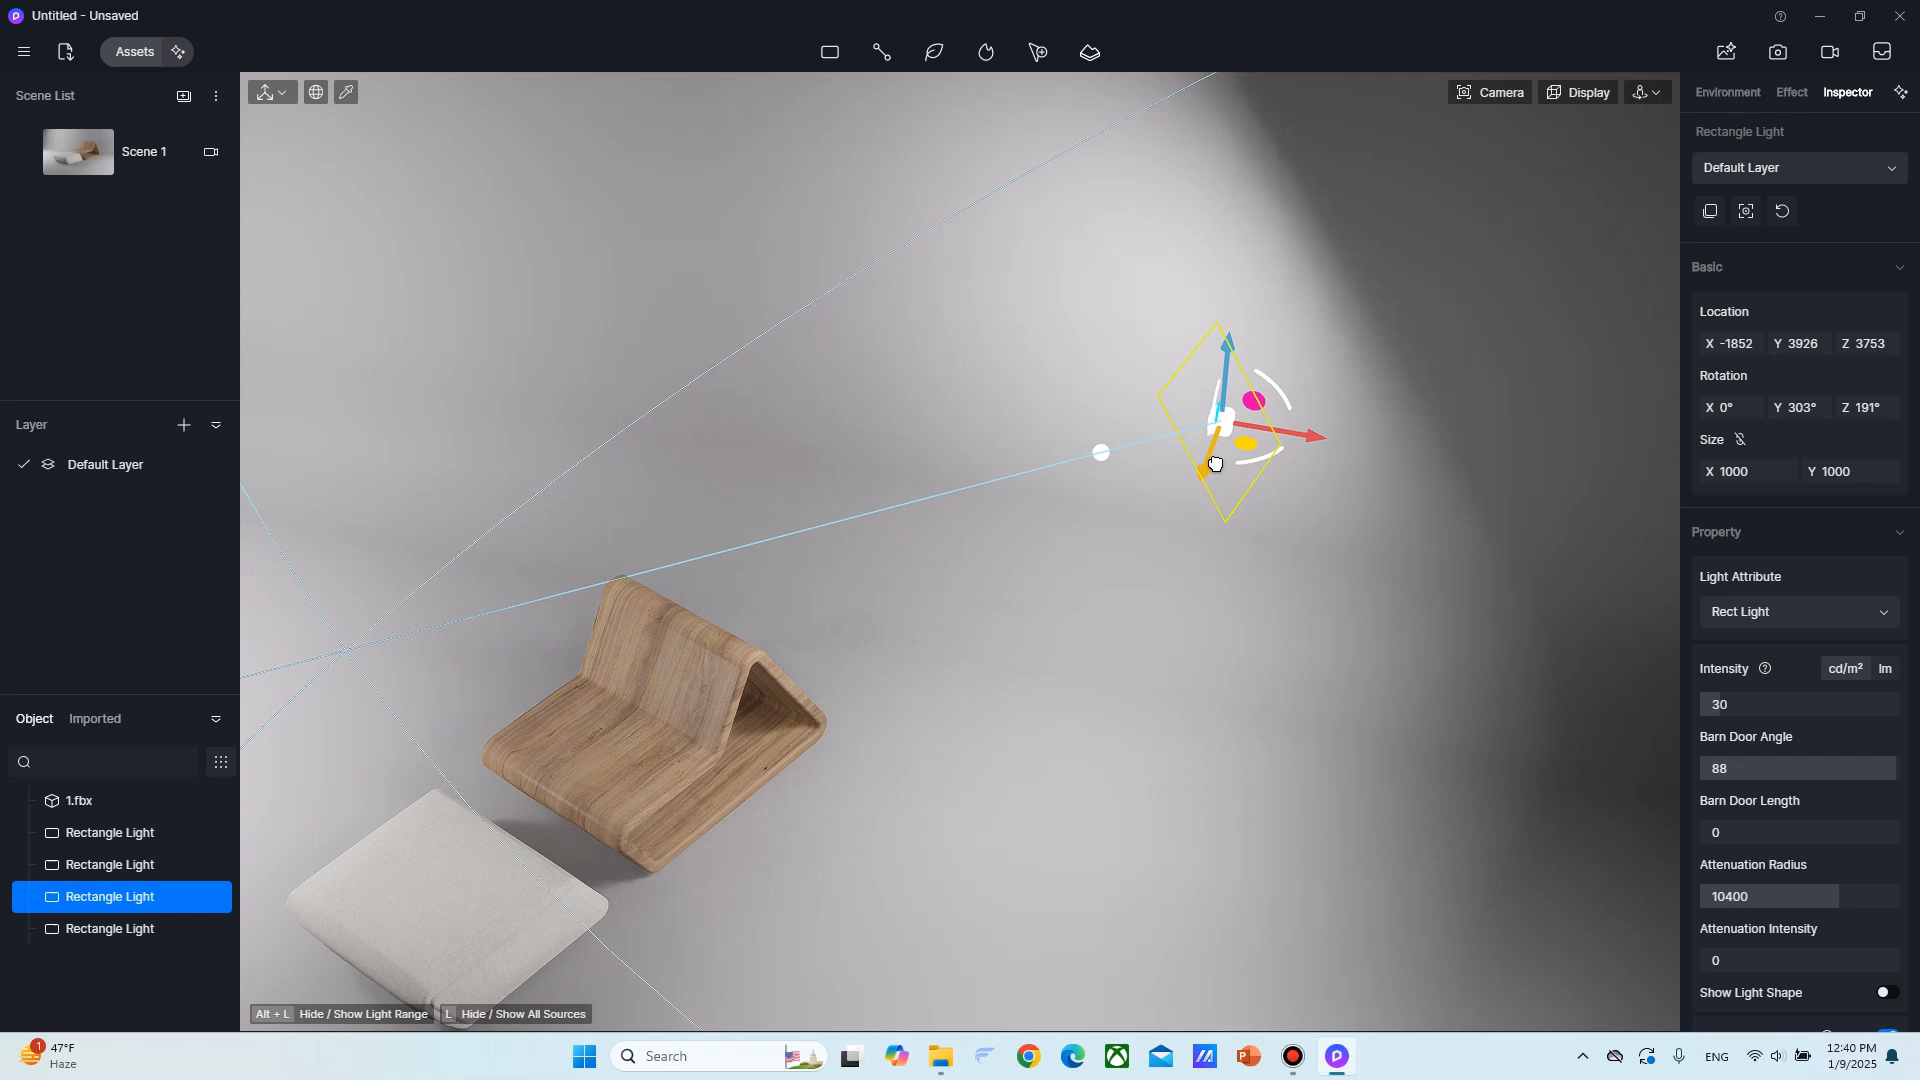 Untitled - Unsaved
Assets
Scene List
Scene 1
Layer
Default Layer
Object Imported
1.fbx
Rectangle Light
Rectangle Light
Rectangle Light
Rectangle Light
Camera
Display
Alt + L Hide / Show Light Range
L Hide / Show All Sources
Environment Effect Inspector
Rectangle Light
Default Layer
Basic
Location
X -1852 Y 3926 Z 3753
Rotation
X 0° Y 303° Z 191°
Size
X 1000 Y 1000
Property
Light Attribute
Rect Light
Intensity cd/m² lm
30
Barn Door Angle
88
Barn Door Length
0
Attenuation Radius
10400
Attenuation Intensity
0
Show Light Shape
1
47°F
Haze
Search
ENG
12:40 PM
1/9/2025